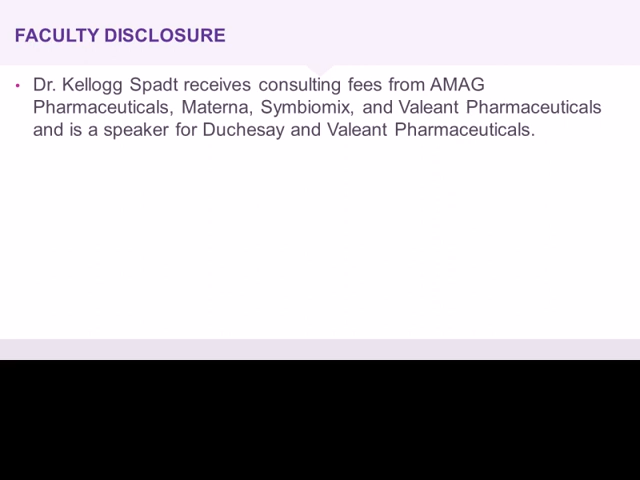 FACULTY DISCLOSURE
▪ Dr. Kellogg Spadt receives consulting fees from AMAG
Pharmaceuticals, Materna, Symbiomix, and Valeant Pharmaceuticals
and is a speaker for Duchesay and Valeant Pharmaceuticals.